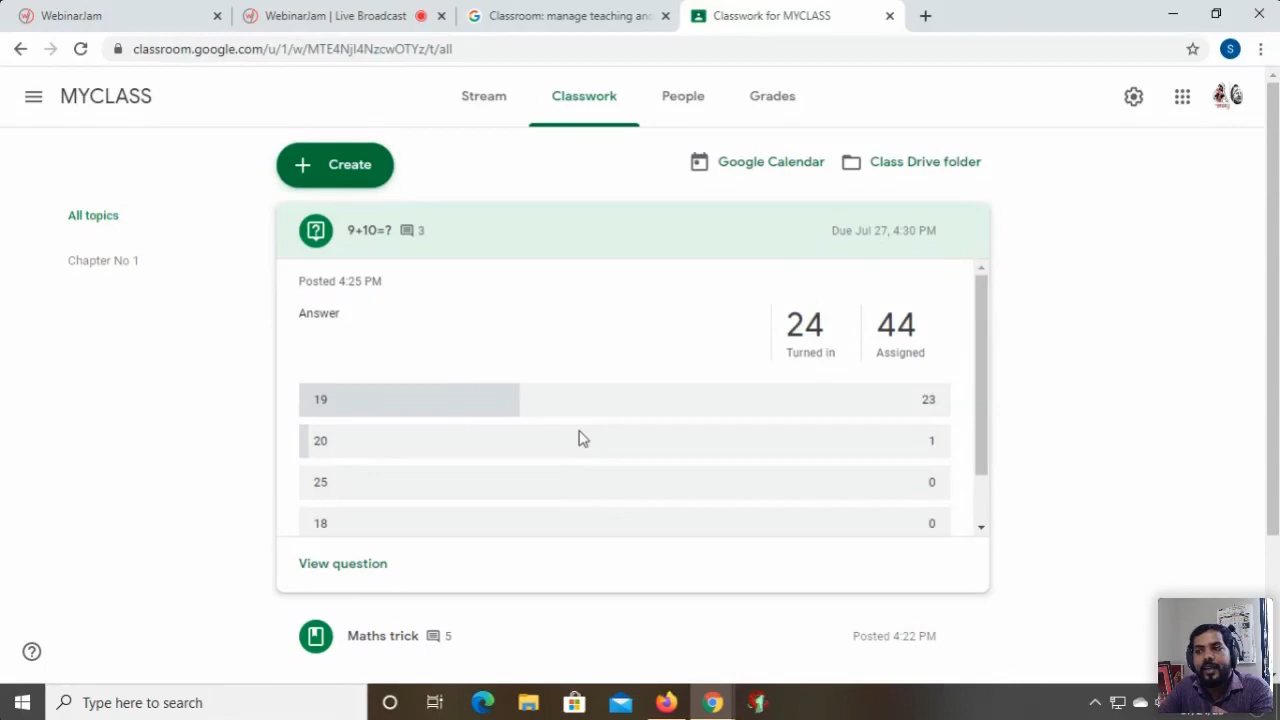 WebinarJam
WebinarJam | Live Broadcast
Classroom: manage teaching and
Classwork for MYCLASS
classroom.google.com/u/1/w/MTE4NjI4NzcwOTYz/t/all
S
MYCLASS
Stream
Classwork
People
Grades
Create
Google Calendar
Class Drive folder
All topics
Chapter No 1
9+10=?
3
Due Jul 27, 4:30 PM
Posted 4:25 PM
Answer
24
Turned in
44
Assigned
19
23
20
1
25
0
18
0
View question
Maths trick
5
Posted 4:22 PM
Type here to search